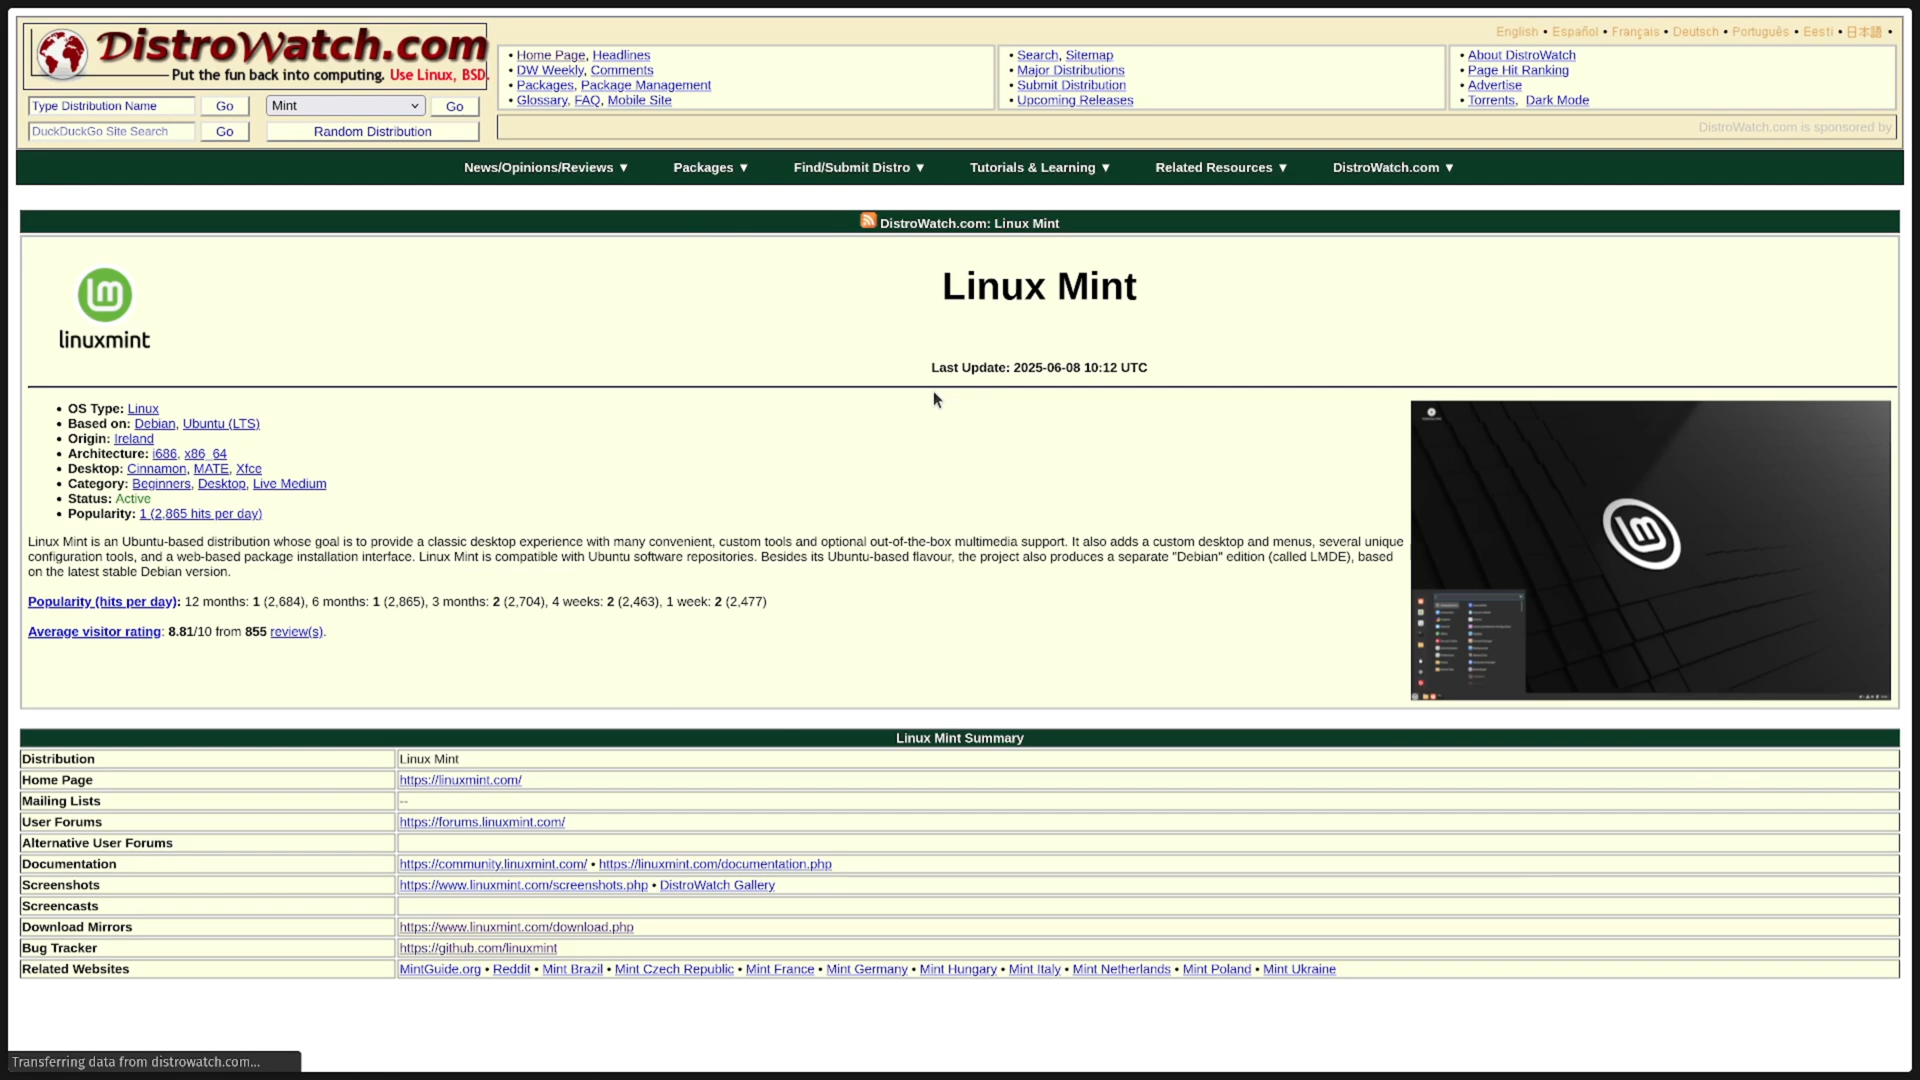 DistroWatch.com
Put the fun back into computing. Use Linux, BSD.
English • Español • Français • Deutsch • Português • Eesti • 日本語 •
• Home Page, Headlines
• DW Weekly, Comments
• Packages, Package Management
• Glossary, FAQ, Mobile Site
• Search, Sitemap
• Major Distributions
• Submit Distribution
• Upcoming Releases
• About DistroWatch
• Page Hit Ranking
• Advertise
• Torrents, Dark Mode
Type Distribution Name Go Mint Go
DuckDuckGo Site Search Go Random Distribution
DistroWatch.com is sponsored by
News/Opinions/Reviews ▼ Packages ▼ Find/Submit Distro ▼ Tutorials & Learning ▼ Related Resources ▼ DistroWatch.com ▼
DistroWatch.com: Linux Mint
linuxmint
Linux Mint
Last Update: 2025-06-08 10:12 UTC
• OS Type: Linux
• Based on: Debian, Ubuntu (LTS)
• Origin: Ireland
• Architecture: i686, x86_64
• Desktop: Cinnamon, MATE, Xfce
• Category: Beginners, Desktop, Live Medium
• Status: Active
• Popularity: 1 (2,865 hits per day)
Linux Mint is an Ubuntu-based distribution whose goal is to provide a classic desktop experience with many convenient, custom tools and optional out-of-the-box multimedia support. It also adds a custom desktop and menus, several unique
configuration tools, and a web-based package installation interface. Linux Mint is compatible with Ubuntu software repositories. Besides its Ubuntu-based flavour, the project also produces a separate "Debian" edition (called LMDE), based
on the latest stable Debian version.
Popularity (hits per day): 12 months: 1 (2,684), 6 months: 1 (2,865), 3 months: 2 (2,704), 4 weeks: 2 (2,463), 1 week: 2 (2,477)
Average visitor rating: 8.81/10 from 855 review(s).
Linux Mint Summary
Distribution Linux Mint
Home Page https://linuxmint.com/
Mailing Lists --
User Forums https://forums.linuxmint.com/
Alternative User Forums
Documentation https://community.linuxmint.com/ • https://linuxmint.com/documentation.php
Screenshots https://www.linuxmint.com/screenshots.php • DistroWatch Gallery
Screencasts
Download Mirrors https://www.linuxmint.com/download.php
Bug Tracker https://github.com/linuxmint
Related Websites MintGuide.org • Reddit • Mint Brazil • Mint Czech Republic • Mint France • Mint Germany • Mint Hungary • Mint Italy • Mint Netherlands • Mint Poland • Mint Ukraine
Transferring data from distrowatch.com...